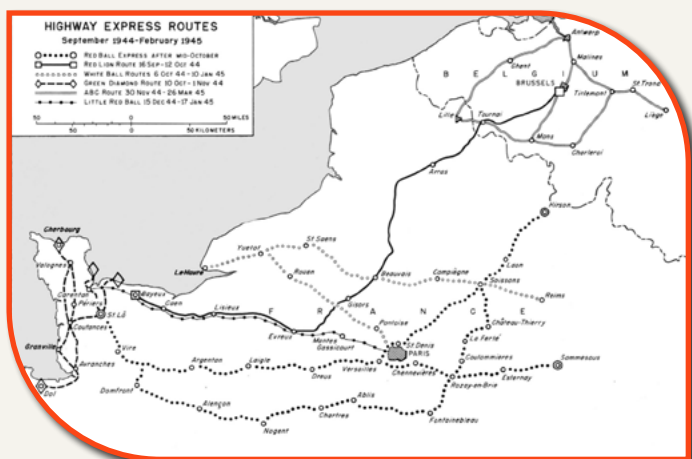 HIGHWAY EXPRESS ROUTES
September 1944-February 1945
RED BALL EXPRESS AFTER MID-OCTOBER
RED LION ROUTE 16 SEP-12 OCT 44
WHITE BALL ROUTES 6 OCT 44-10 JAN 45
GREEN DIAMOND ROUTE 10 OCT-1 NOV 44
ABC ROUTE 30 NOV 44-26 MAR 45
LITTLE RED BALL 15 DEC 44-17 JAN 45
50 0 50 MILES
50 0 50 KILOMETERS
Antwerp
Ghent
Malines
B E L G I U M
BRUSSELS
Tirlemont
St Trond
Liège
Lille
Tournai
Mons
Charleroi
Arras
Hirson
Cherbourg
Valognes
Le Havre
Yvetot
St Saens
Rouen
Beauvais
Compiègne
Laon
Soissons
Reims
Carentan
Périers
Bayeux
Caen
St Lô
Lisieux
Gisors
F R A N C E
Coutances
Evreux
Mantes
Gassicourt
Pontoise
St Denis
PARIS
Château-Thierry
La Ferté
Granville
Vire
Avranches
Argentan
Laigle
Dreux
Versailles
Chennevières
Coulommiers
Rozay-en-Brie
Esternay
Sommesous
Dol
Domfront
Alençon
Nogent
Chartres
Ablis
Fontainebleau